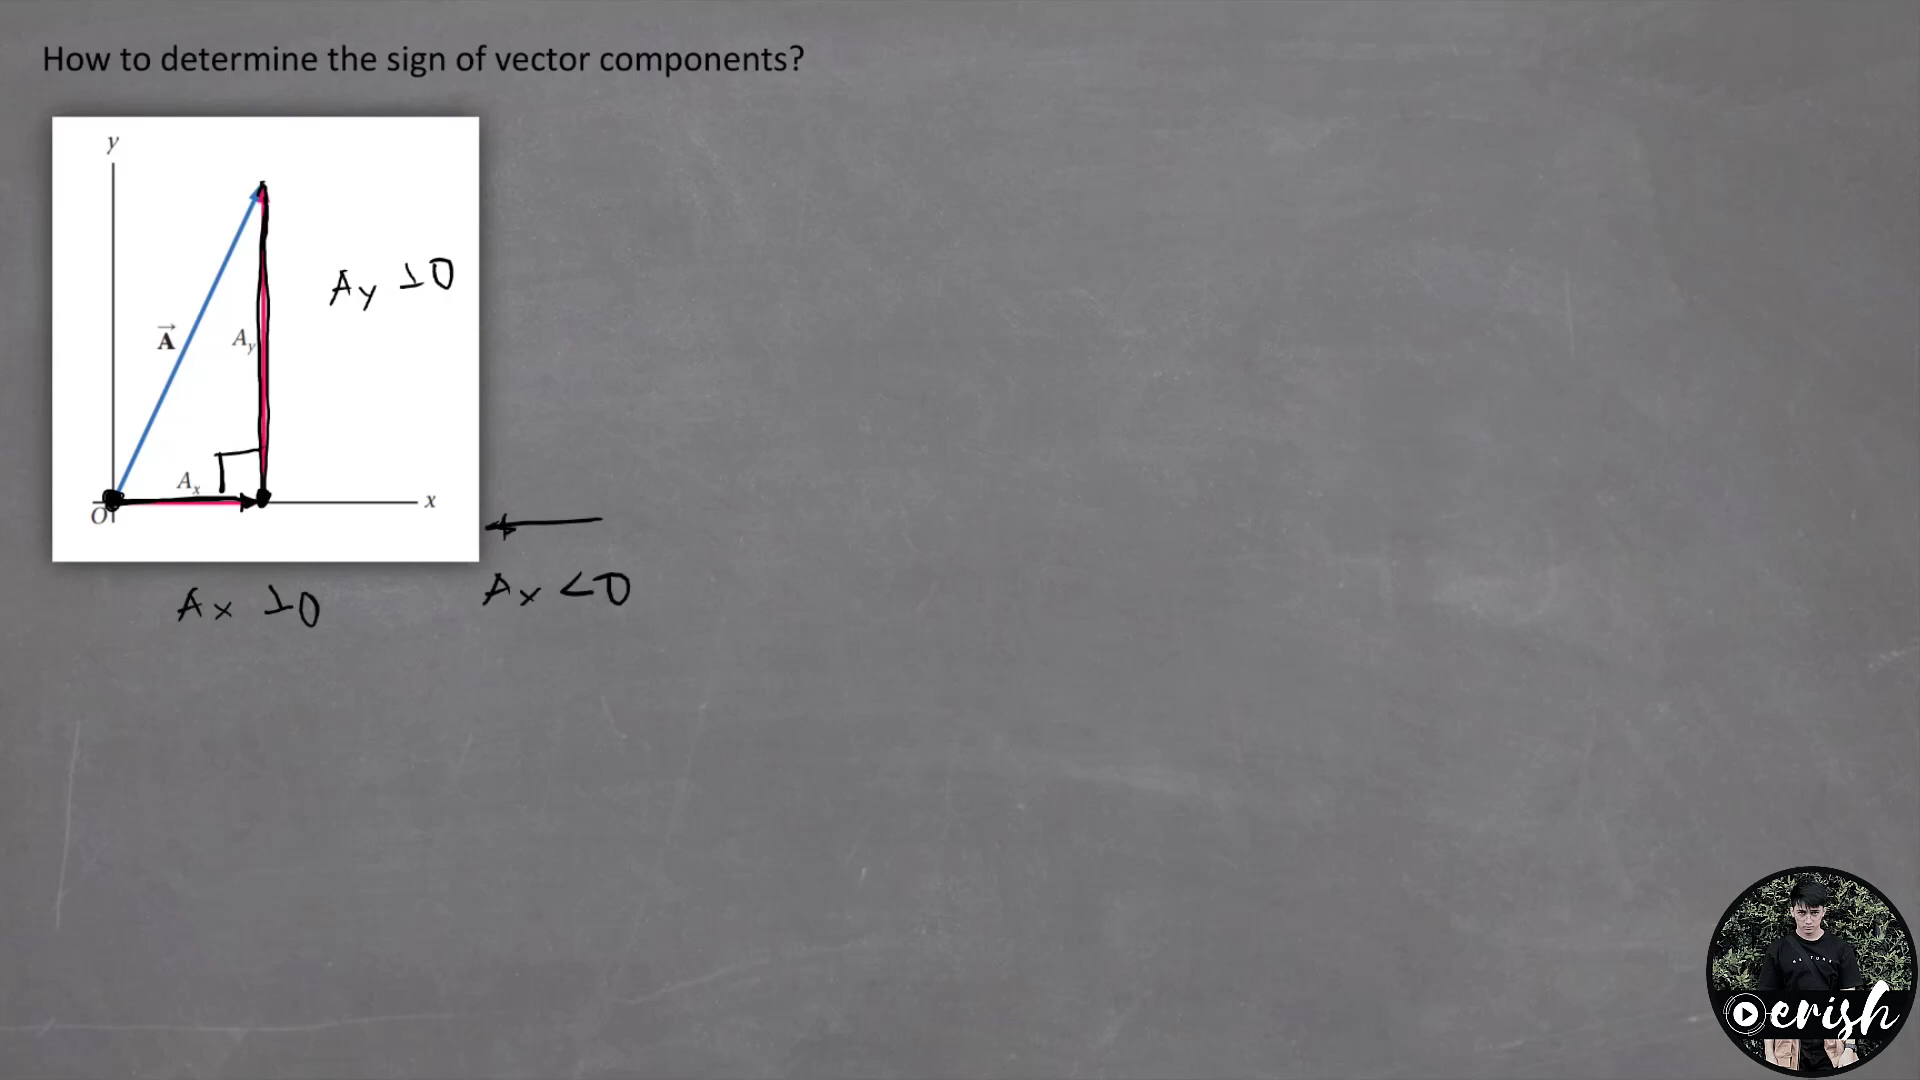 How to determine the sign of vector components?
y
Ay >0
A
Ay
Ax
O
x
Ax >0
Ax <0
erish